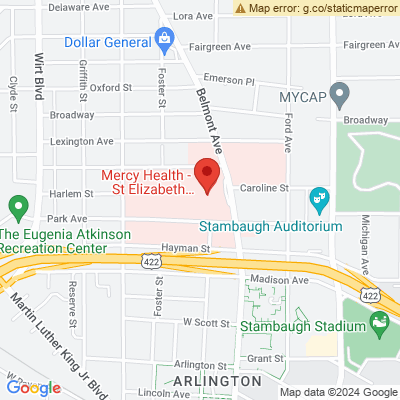 Delaware Ave
Lora Ave
Map error: g.co/staticmaperror
Dollar General
Fairgreen Ave
Fairgreen Ave
Wirt Blvd
Griffith St
Foster St
Clyde St
Oxford St
Emerson Pl
Belmont Ave
MYCAP
Broadway
Broadway
Ford Ave
Lexington Ave
Mercy Health -
St Elizabeth...
Harlem St
Caroline St
The Eugenia Atkinson
Recreation Center
Park Ave
Stambaugh Auditorium
Michigan Ave
Hayman St
422
Madison Ave
422
Reserve St
Foster St
Martin Luther King Jr Blvd
W Scott St
Stambaugh Stadium
Arlington St
Grant St
ARLINGTON
Lincoln Ave
Google
Map data ©2024 Google